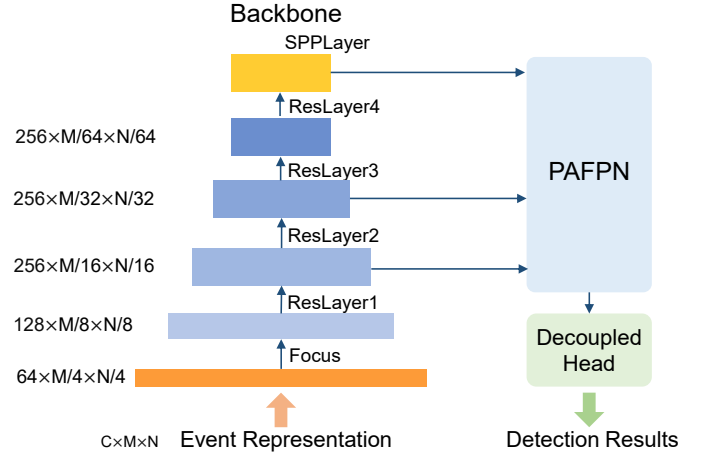 Backbone
SPPLayer
ResLayer4
256×M/64×N/64
ResLayer3
PAFPN
256×M/32×N/32
ResLayer2
256×M/16×N/16
ResLayer1
128×M/8×N/8
Focus
Decoupled
Head
64×M/4×N/4
C×M×N
Event Representation
Detection Results